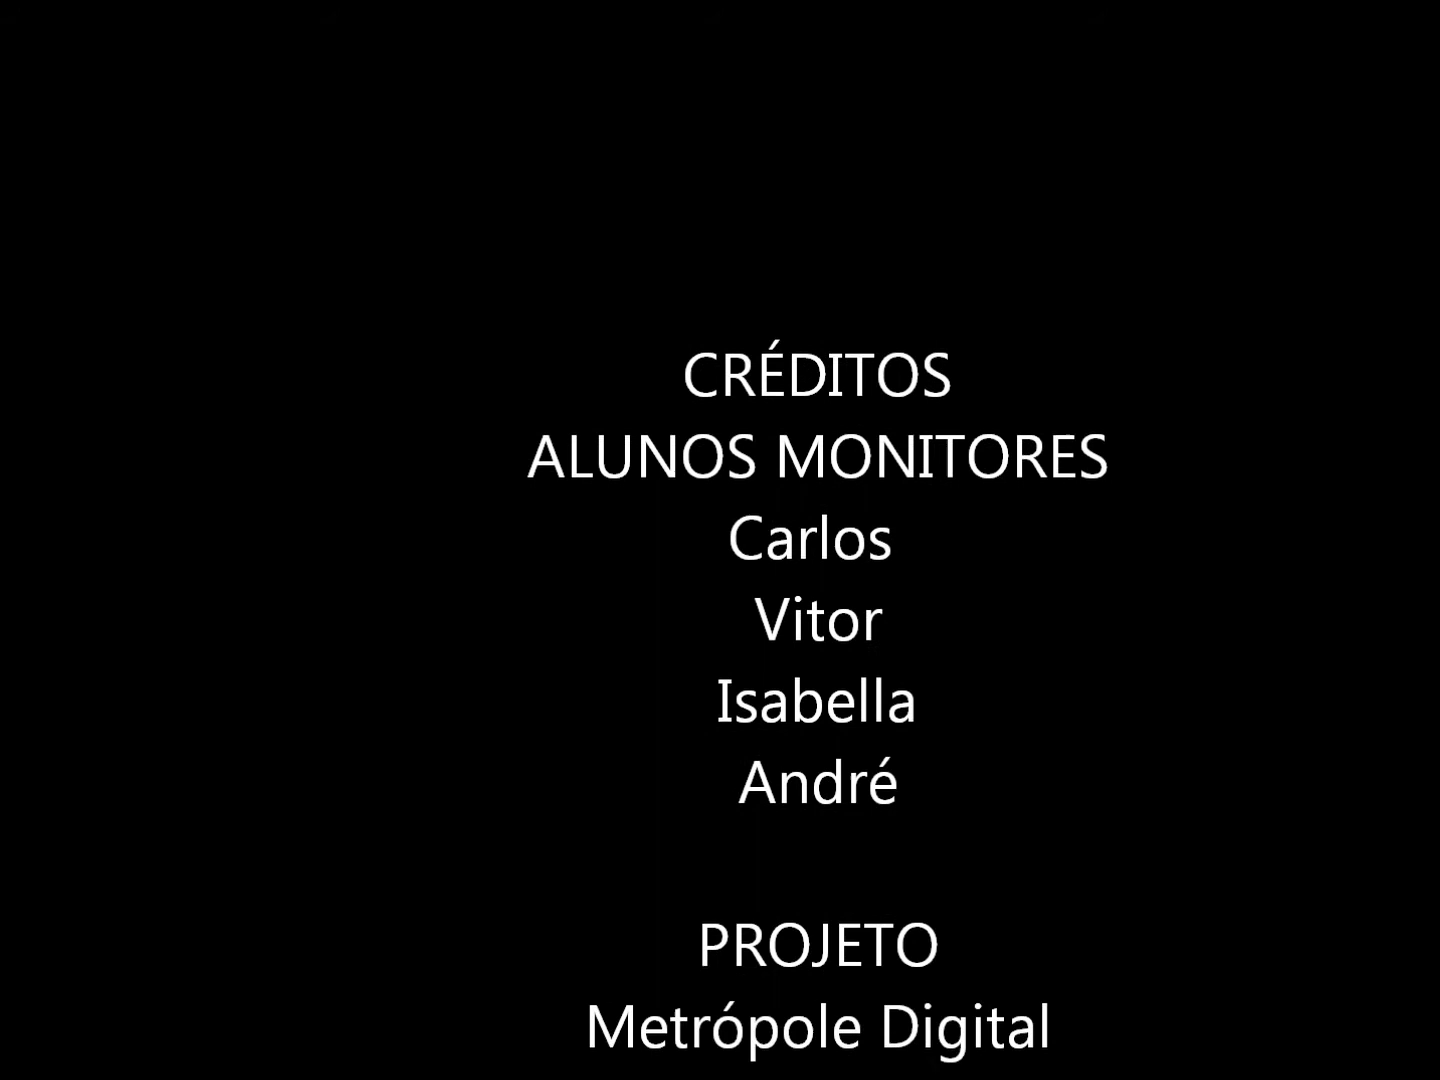 CRÉDITOS
ALUNOS MONITORES
Carlos
Vitor
Isabella
André
PROJETO
Metrópole Digital